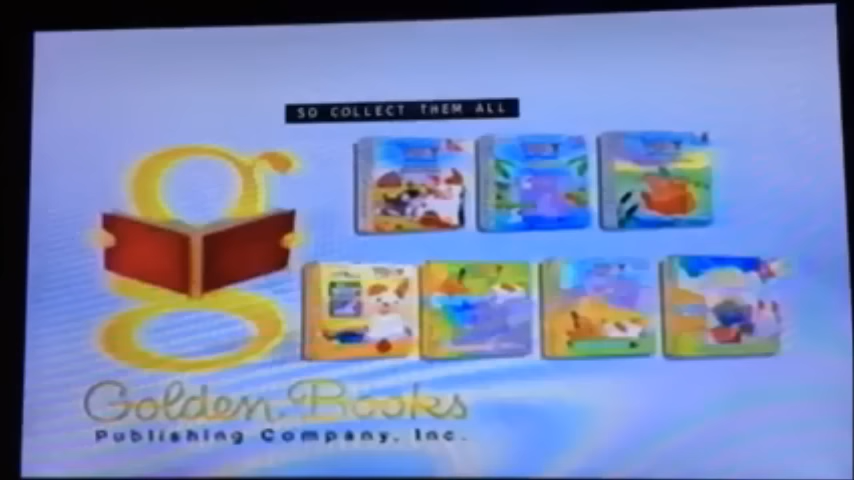 SO COLLECT THEM ALL
Golden Books
Publishing Company, Inc.